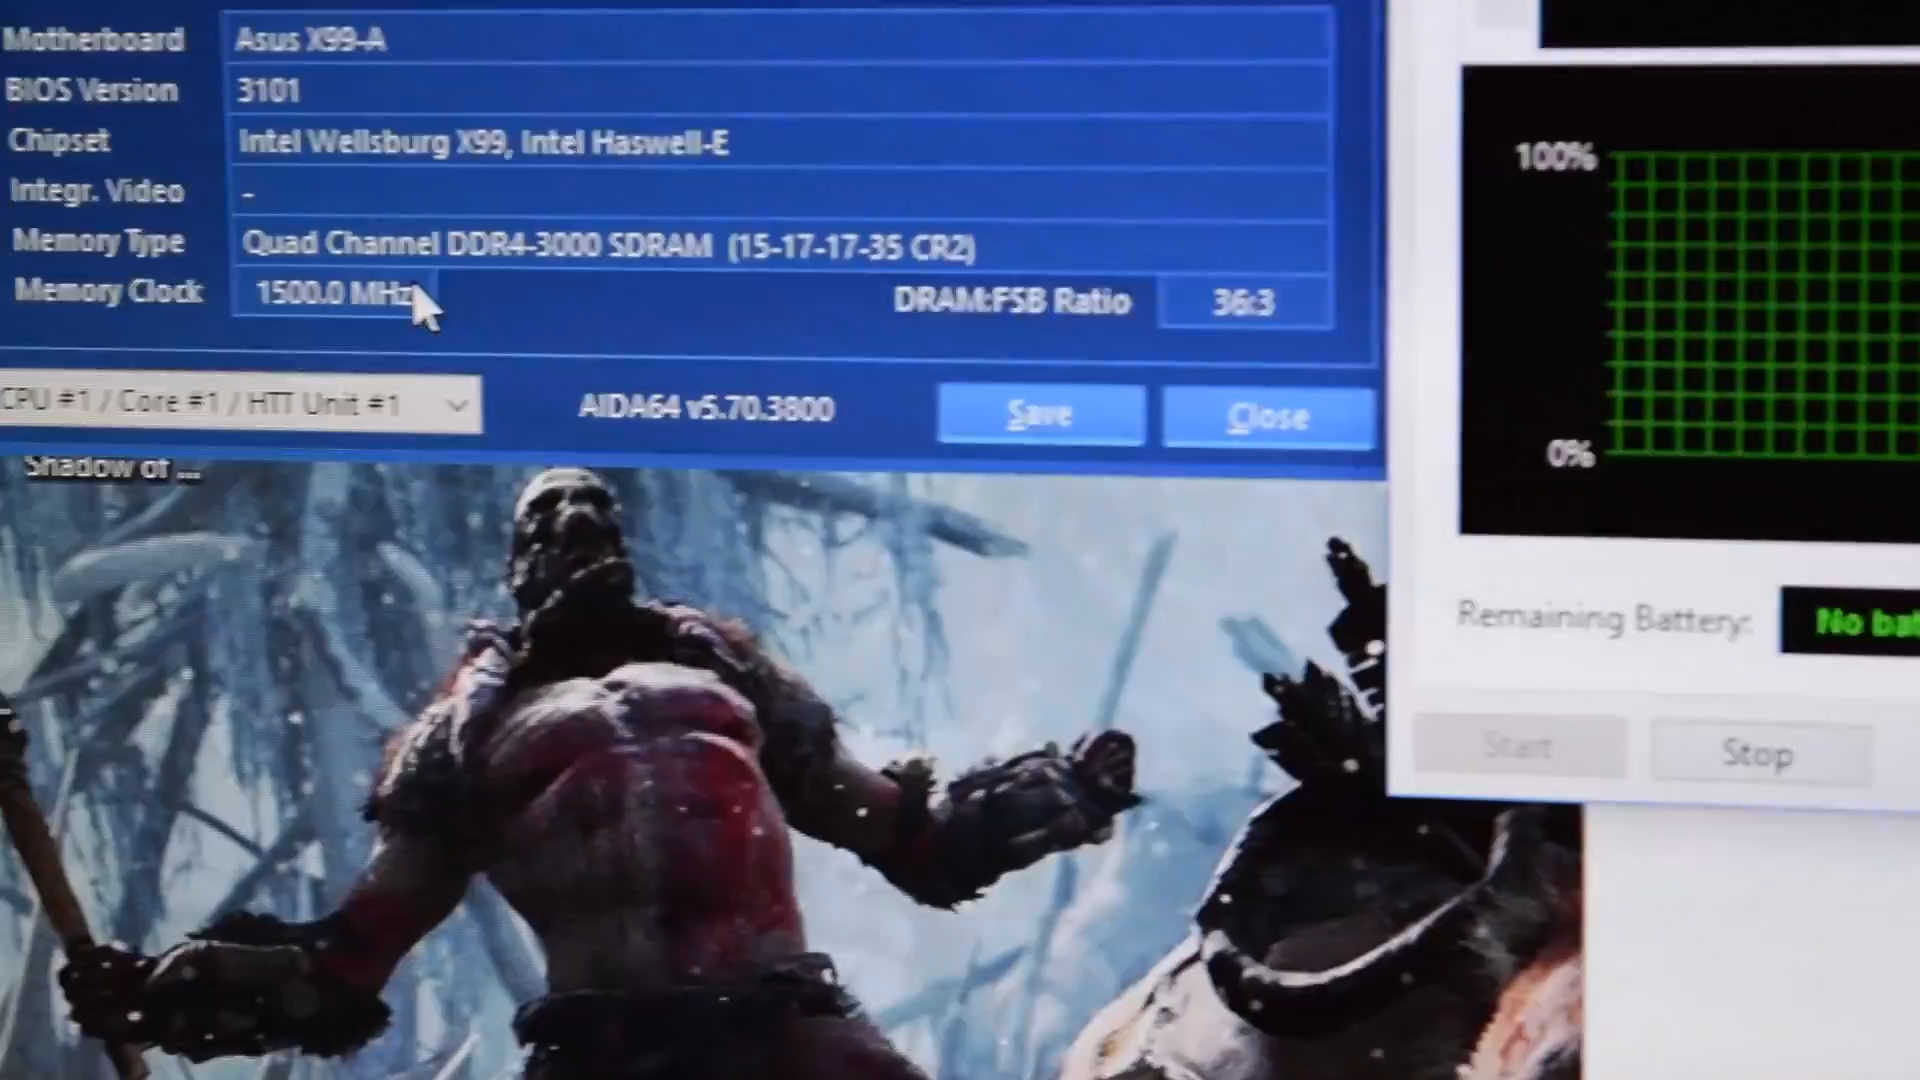 Motherboard Asus X99-A
BIOS Version 3101
Chipset Intel Wellsburg X99, Intel Haswell-E
Integr. Video -
Memory Type Quad Channel DDR4-3000 SDRAM (15-17-17-35 CR2)
Memory Clock 1500.0 MHz DRAM:FSB Ratio 36:3
CPU #1 / Core #1 / HTT Unit #1 AIDA64 v5.70.3800 Save Close
Shadow of ...
100%
0%
Remaining Battery: No bat
Start Stop